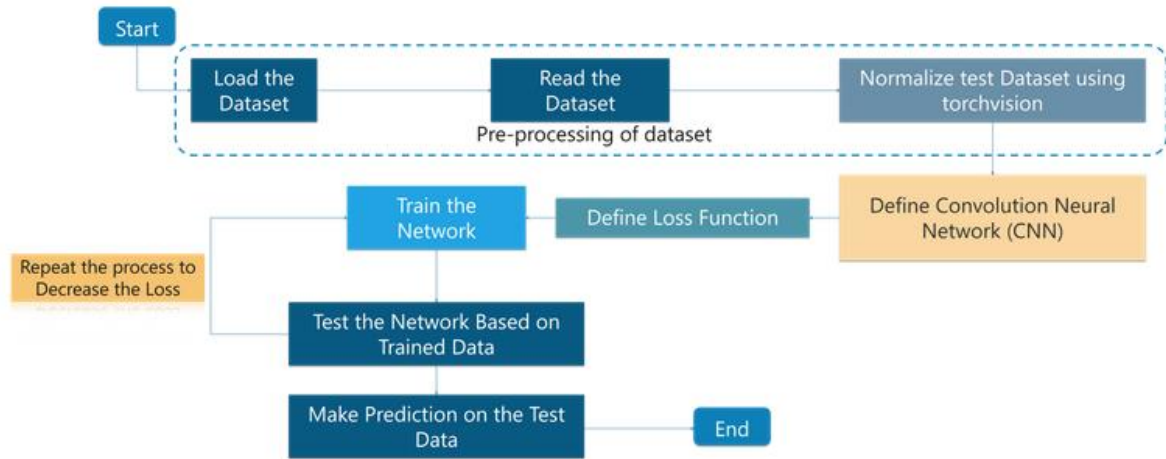 Start
Load the
Dataset
Read the
Dataset
Normalize test Dataset using
torchvision
Pre-processing of dataset
Define Convolution Neural
Network (CNN)
Define Loss Function
Train the
Network
Repeat the process to
Decrease the Loss
Test the Network Based on
Trained Data
Make Prediction on the Test
Data
End